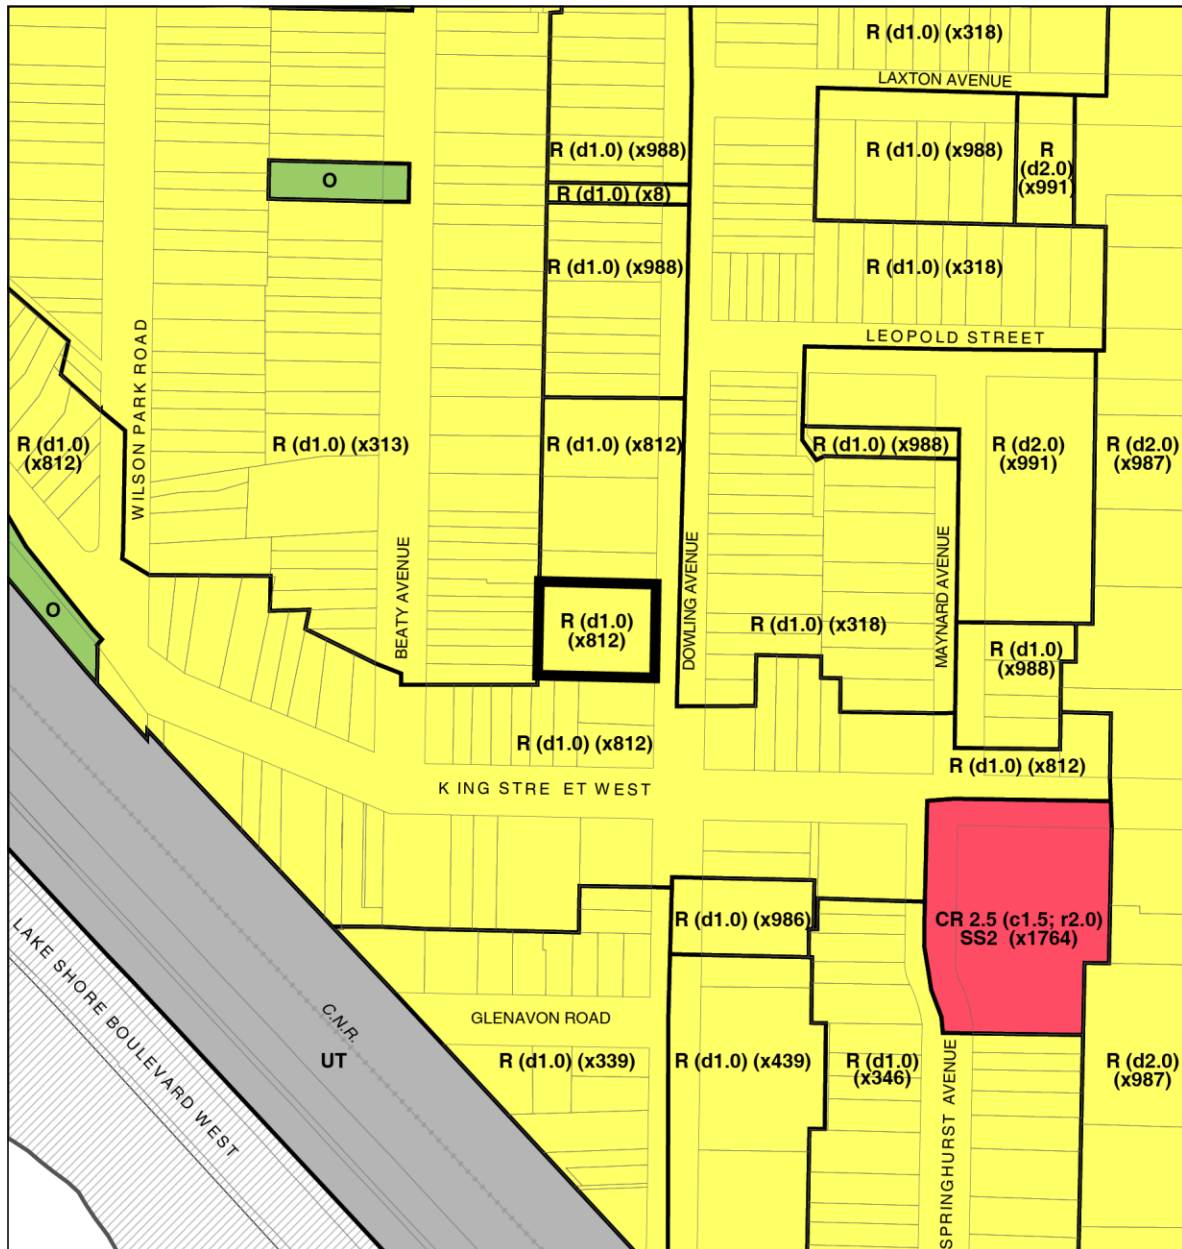 R (d1.0) (x318)
LAXTON AVENUE
R (d1.0) (x988)
R (d1.0) (x988)
R
(d2.0)
(x991)
O
R (d1.0) (x8)
R (d1.0) (x988)
R (d1.0) (x318)
WILSON PARK ROAD
LEOPOLD STREET
R (d1.0)
(x812)
R (d1.0) (x313)
R (d1.0) (x812)
R (d1.0) (x988)
R (d2.0)
(x991)
R (d2.0)
(x987)
BEATY AVENUE
DOWLING AVENUE
MAYNARD AVENUE
O
R (d1.0)
(x812)
R (d1.0) (x318)
R (d1.0)
(x988)
R (d1.0) (x812)
R (d1.0) (x812)
K ING STRE ET WEST
R (d1.0) (x986)
CR 2.5 (c1.5; r2.0)
SS2 (x1764)
LAKE SHORE BOULEVARD WEST
C.N.R.
UT
GLENAVON ROAD
R (d1.0) (x339)
R (d1.0) (x439)
R (d1.0)
(x346)
SPRINGHURST AVENUE
R (d2.0)
(x987)